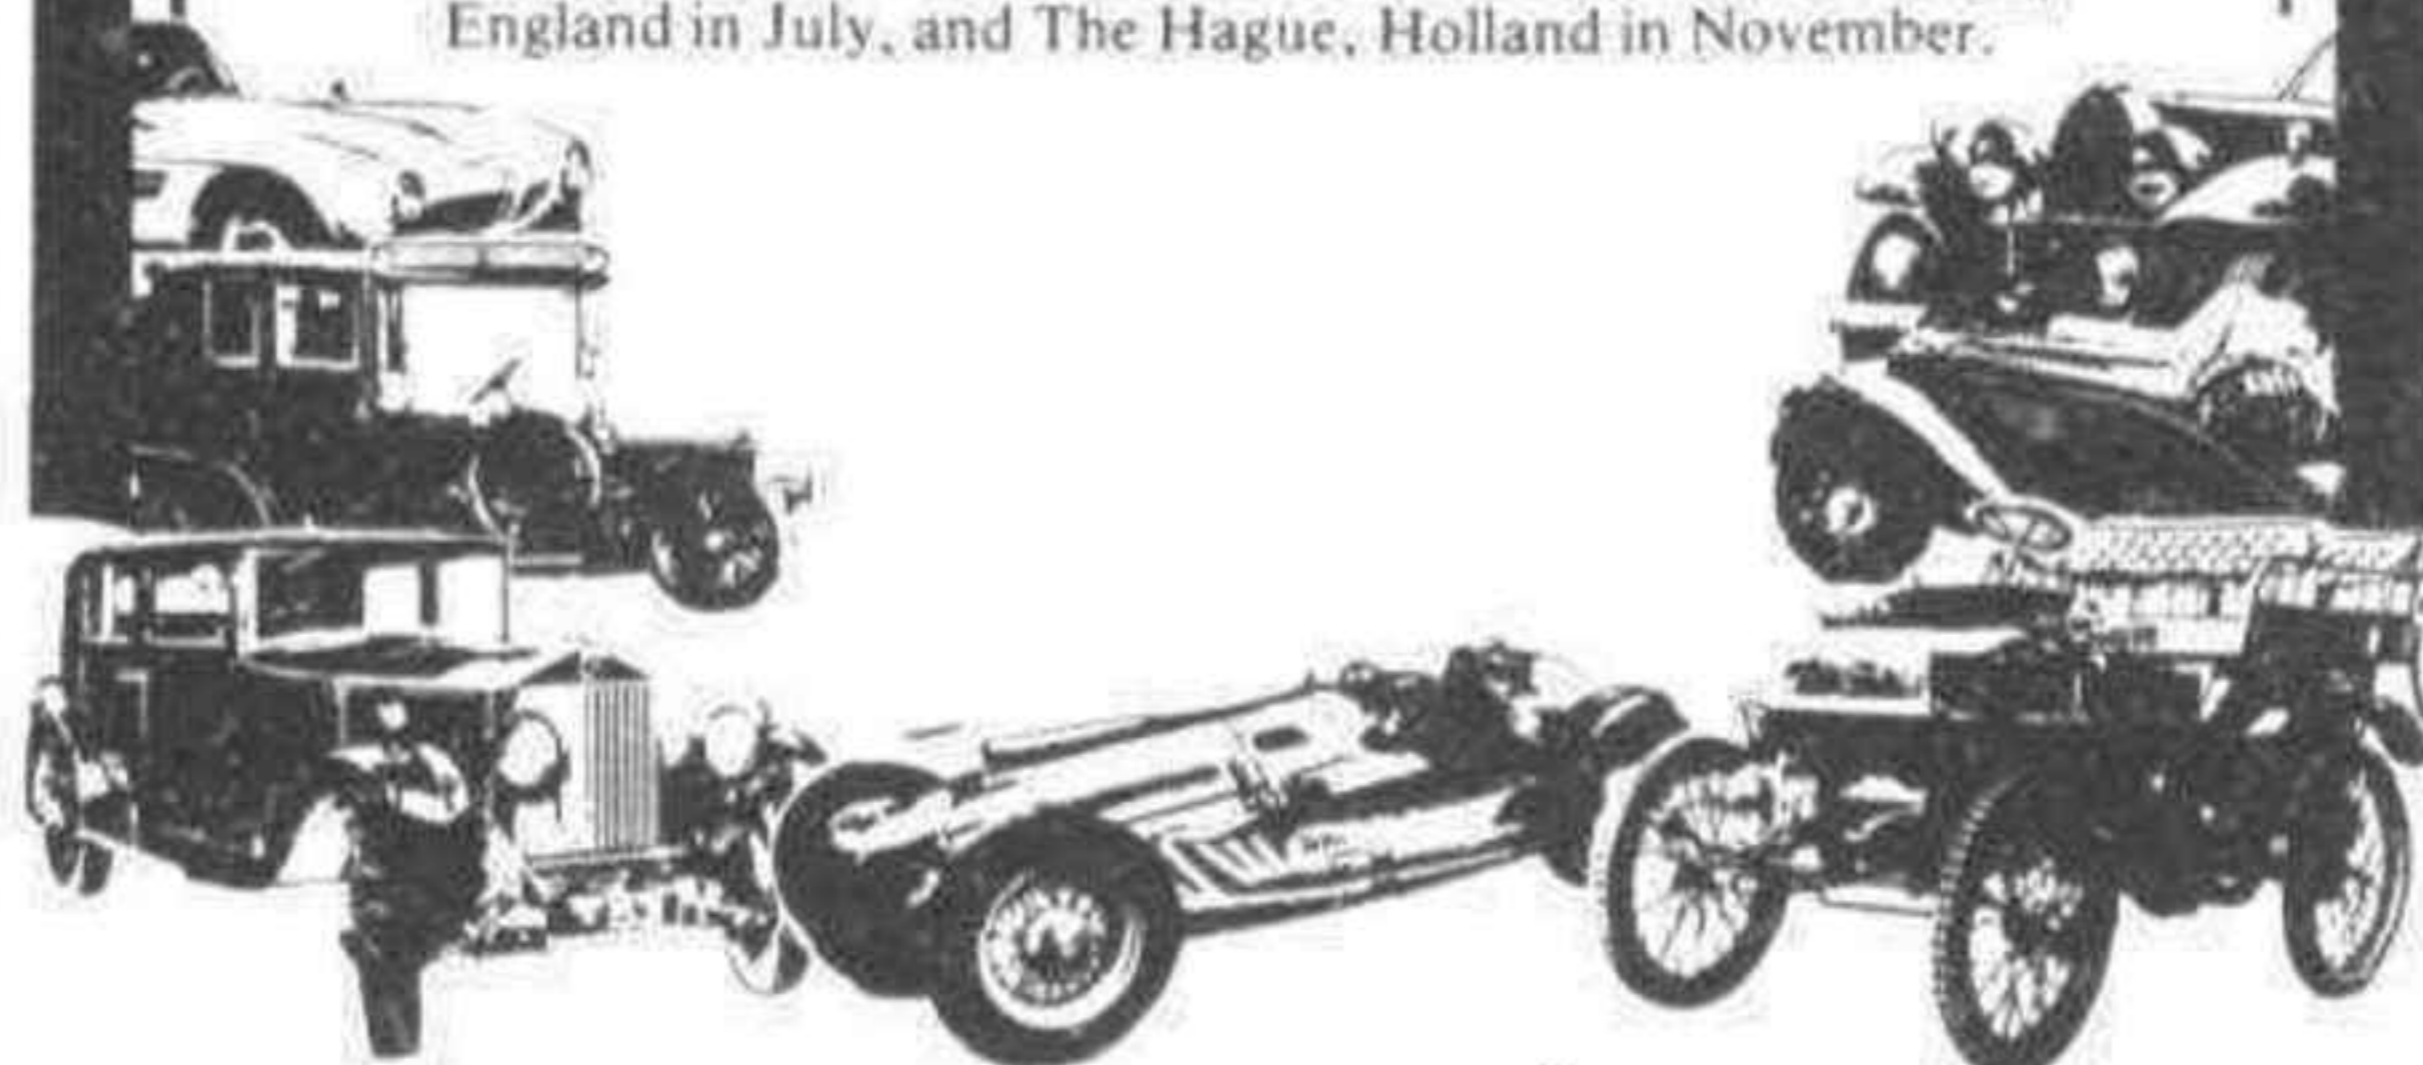 England in July, and The Hague, Holland in November.